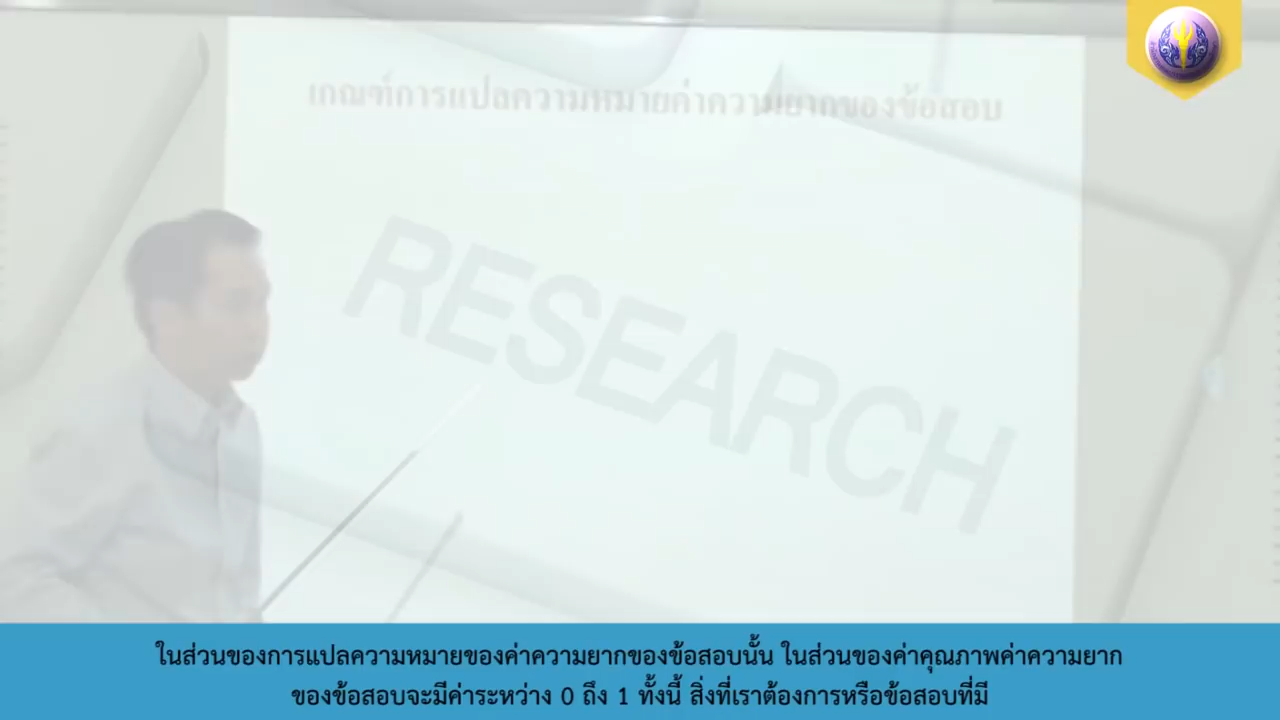 เกณฑ์การแปลความหมายค่าความยากของข้อสอบ
RESEARCH
ในส่วนของการแปลความหมายของค่าความยากของข้อสอบนั้น ในส่วนของค่าคุณภาพค่าความยาก
ของข้อสอบจะมีค่าระหว่าง 0 ถึง 1 ทั้งนี้ สิ่งที่เราต้องการหรือข้อสอบที่มี